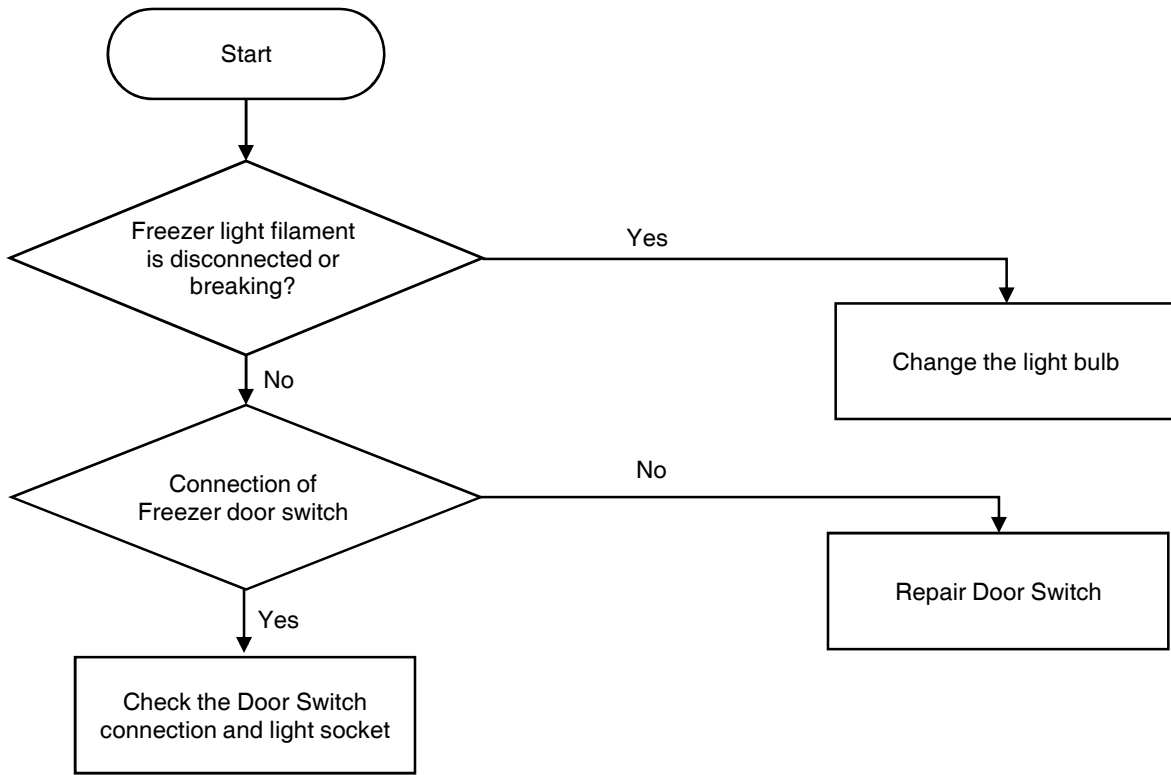 Start
Freezer light filament
is disconnected or
breaking?
Yes
Change the light bulb
No
Connection of
Freezer door switch
No
Repair Door Switch
Yes
Check the Door Switch
connection and light socket